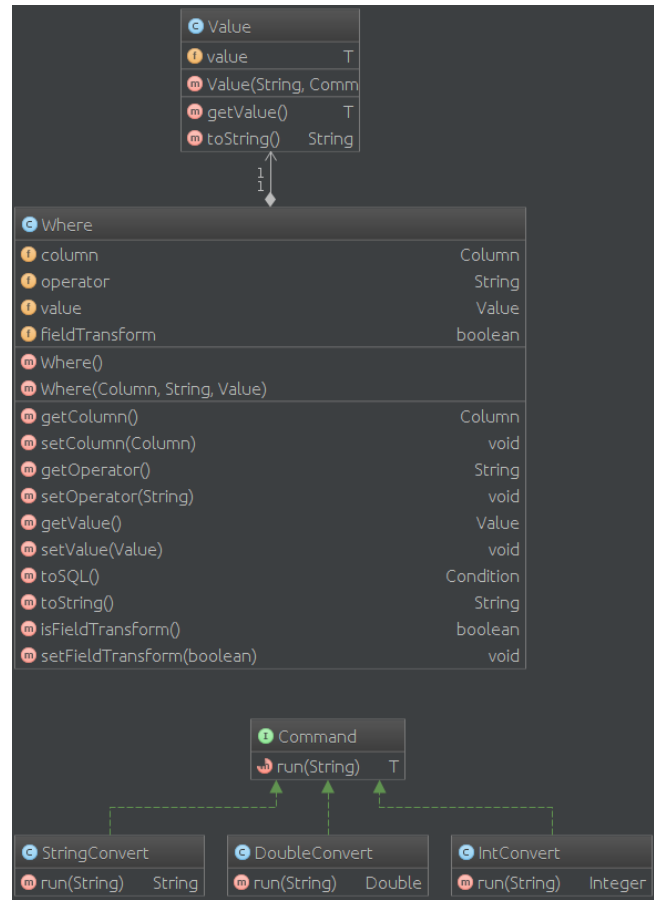 Value
value T
Value(String, Comm
getValue() T
toString() String
1
1
Where
column Column
operator String
value Value
fieldTransform boolean
Where()
Where(Column, String, Value)
getColumn() Column
setColumn(Column) void
getOperator() String
setOperator(String) void
getValue() Value
setValue(Value) void
toSQL() Condition
toString() String
isFieldTransform() boolean
setFieldTransform(boolean) void
Command
run(String) T
StringConvert DoubleConvert IntConvert
run(String) String run(String) Double run(String) Integer